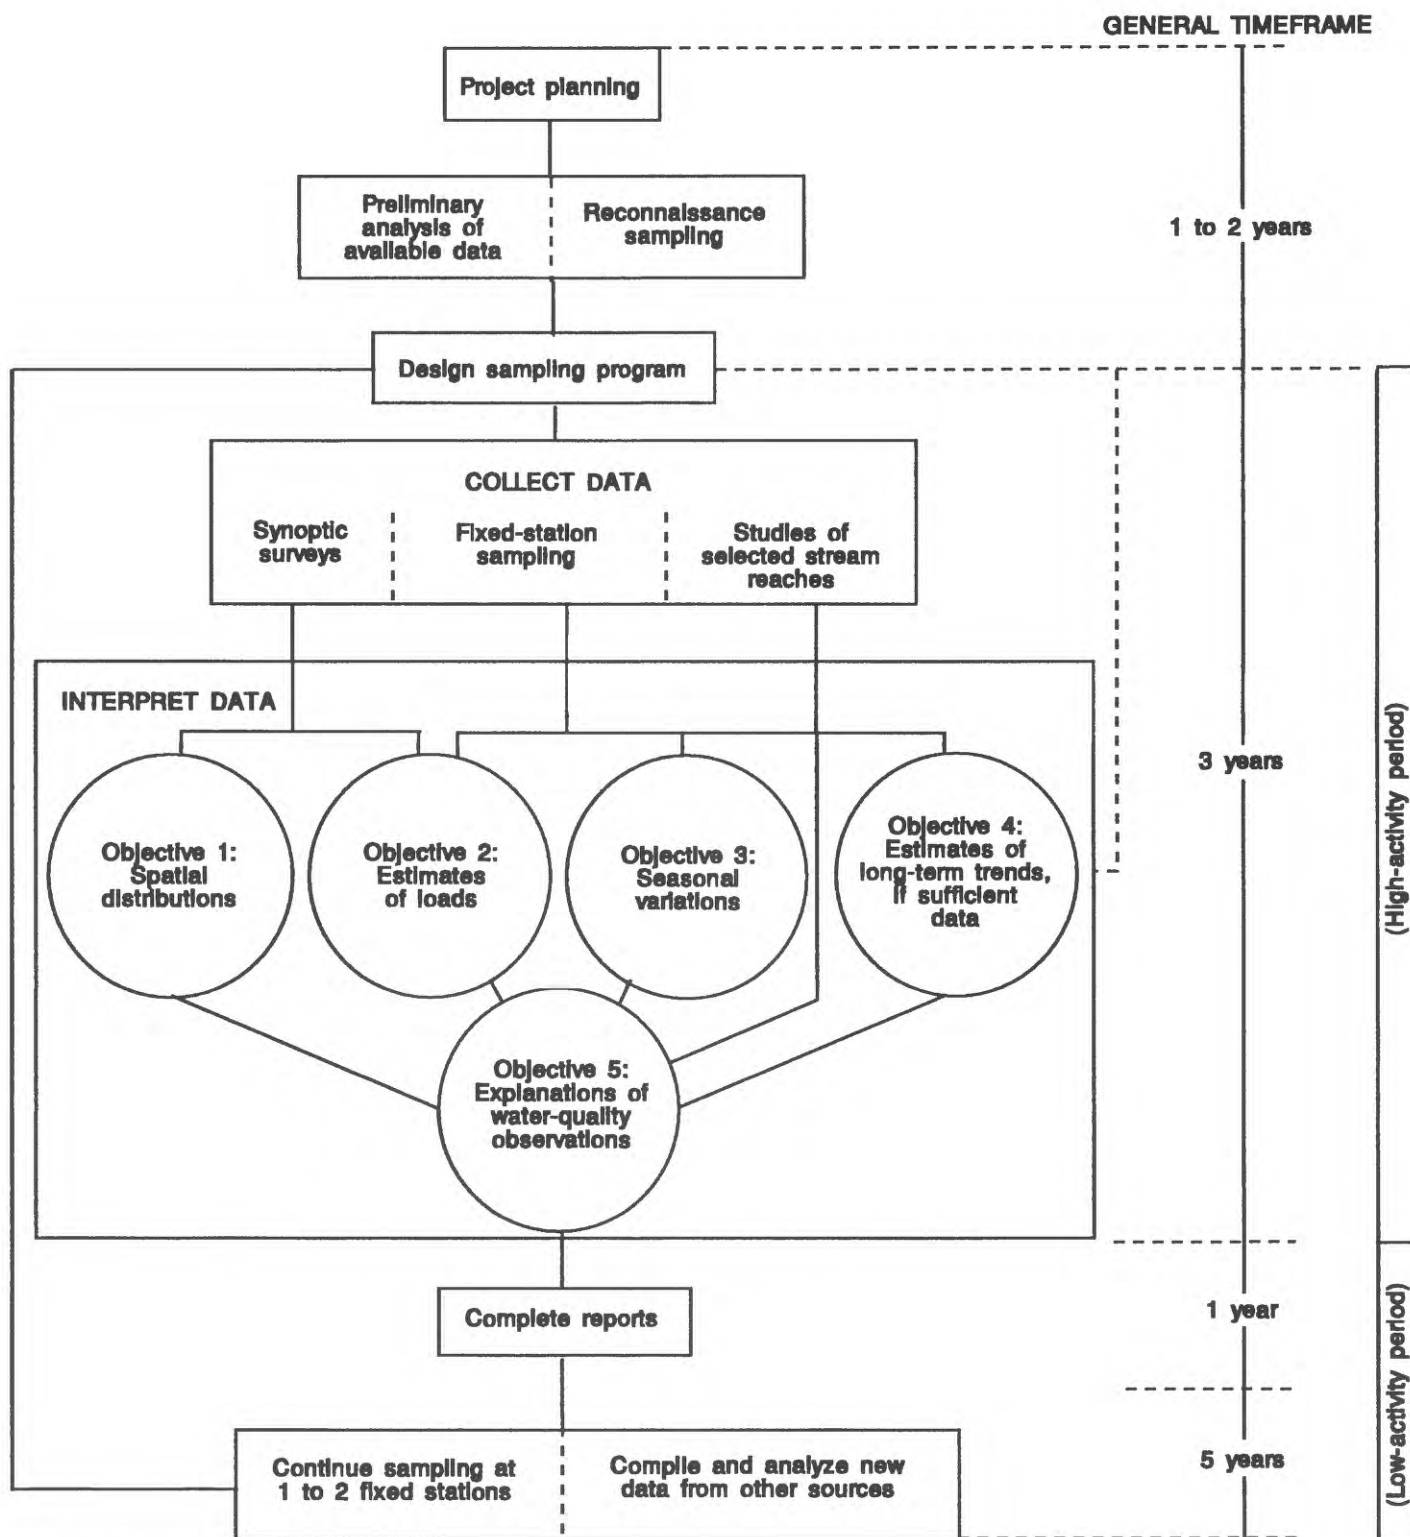 GENERAL TIMEFRAME
Project planning
Preliminary
analysis of
available data
Reconnaissance
sampling
1 to 2 years
Design sampling program
COLLECT DATA
Synoptic
surveys
Fixed-station
sampling
Studies of
selected stream
reaches
INTERPRET DATA
Objective 1:
Spatial
distributions
Objective 2:
Estimates
of loads
Objective 3:
Seasonal
variations
Objective 4:
Estimates of
long-term trends,
if sufficient
data
Objective 5:
Explanations of
water-quality
observations
3 years
(High-activity period)
Complete reports
1 year
Continue sampling at
1 to 2 fixed stations
Compile and analyze new
data from other sources
5 years
(Low-activity period)